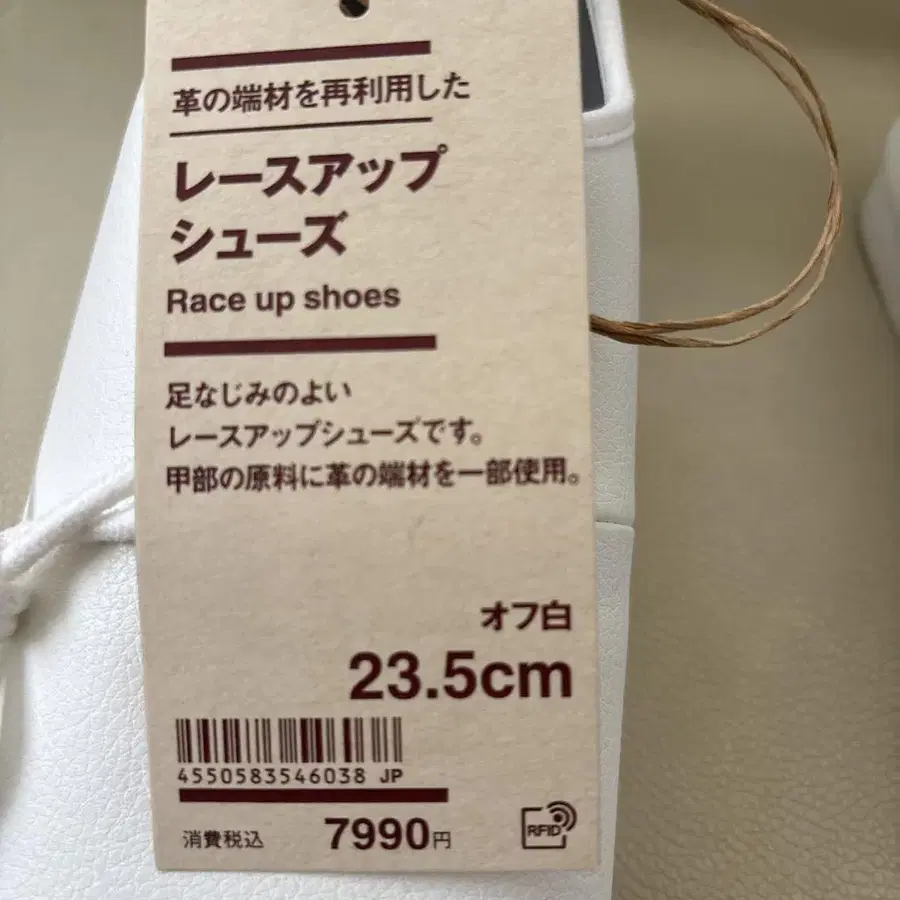 革の端材を再利用した
レースアップ
シューズ
Race up shoes
足なじみのよい
レースアップシューズです。
甲部の原料に革の端材を一部使用。
オフ白
23.5cm
4550583546038 JP
消費税込 7990円
RFID